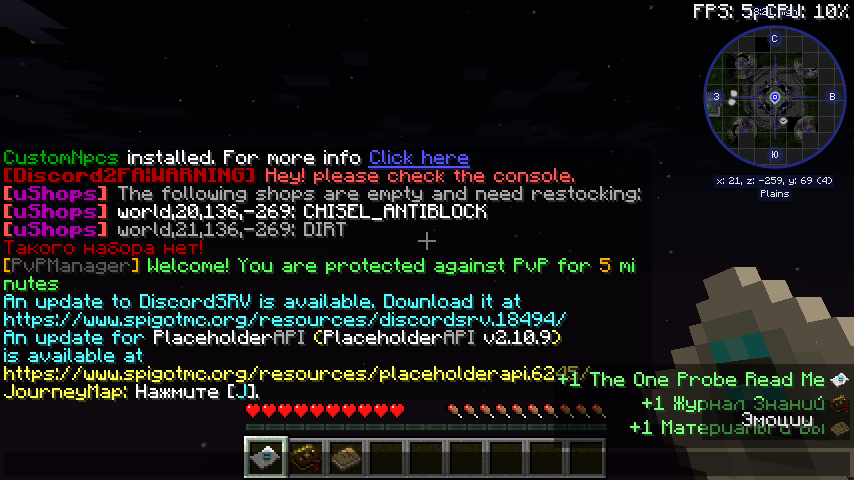 FPS: 5, CPU: 10%
С
З
В
Ю
x: 21, z: -259, y: 69 (4)
Plains
CustomNpcs installed. For more info Click here
[Discord2FA:WARNING] Hey! please check the console.
[uShops] The following shops are empty and need restocking:
[uShops] world,20,136,-269: CHISEL_ANTIBLOCK
[uShops] world,21,136,-269: DIRT
Такого набора нет!
[PvPManager] Welcome! You are protected against PvP for 5 mi
nutes
An update to DiscordSRV is available. Download it at
https://www.spigotmc.org/resources/discordsrv.18494/
An update for PlaceholderAPI (PlaceholderAPI v2.10.9)
is available at
https://www.spigotmc.org/resources/placeholderapi.6245/
JourneyMap: Нажмите [J].
+1 The One Probe Read Me
+1 Журнал Знаний
Эмоции
+1 Материалы